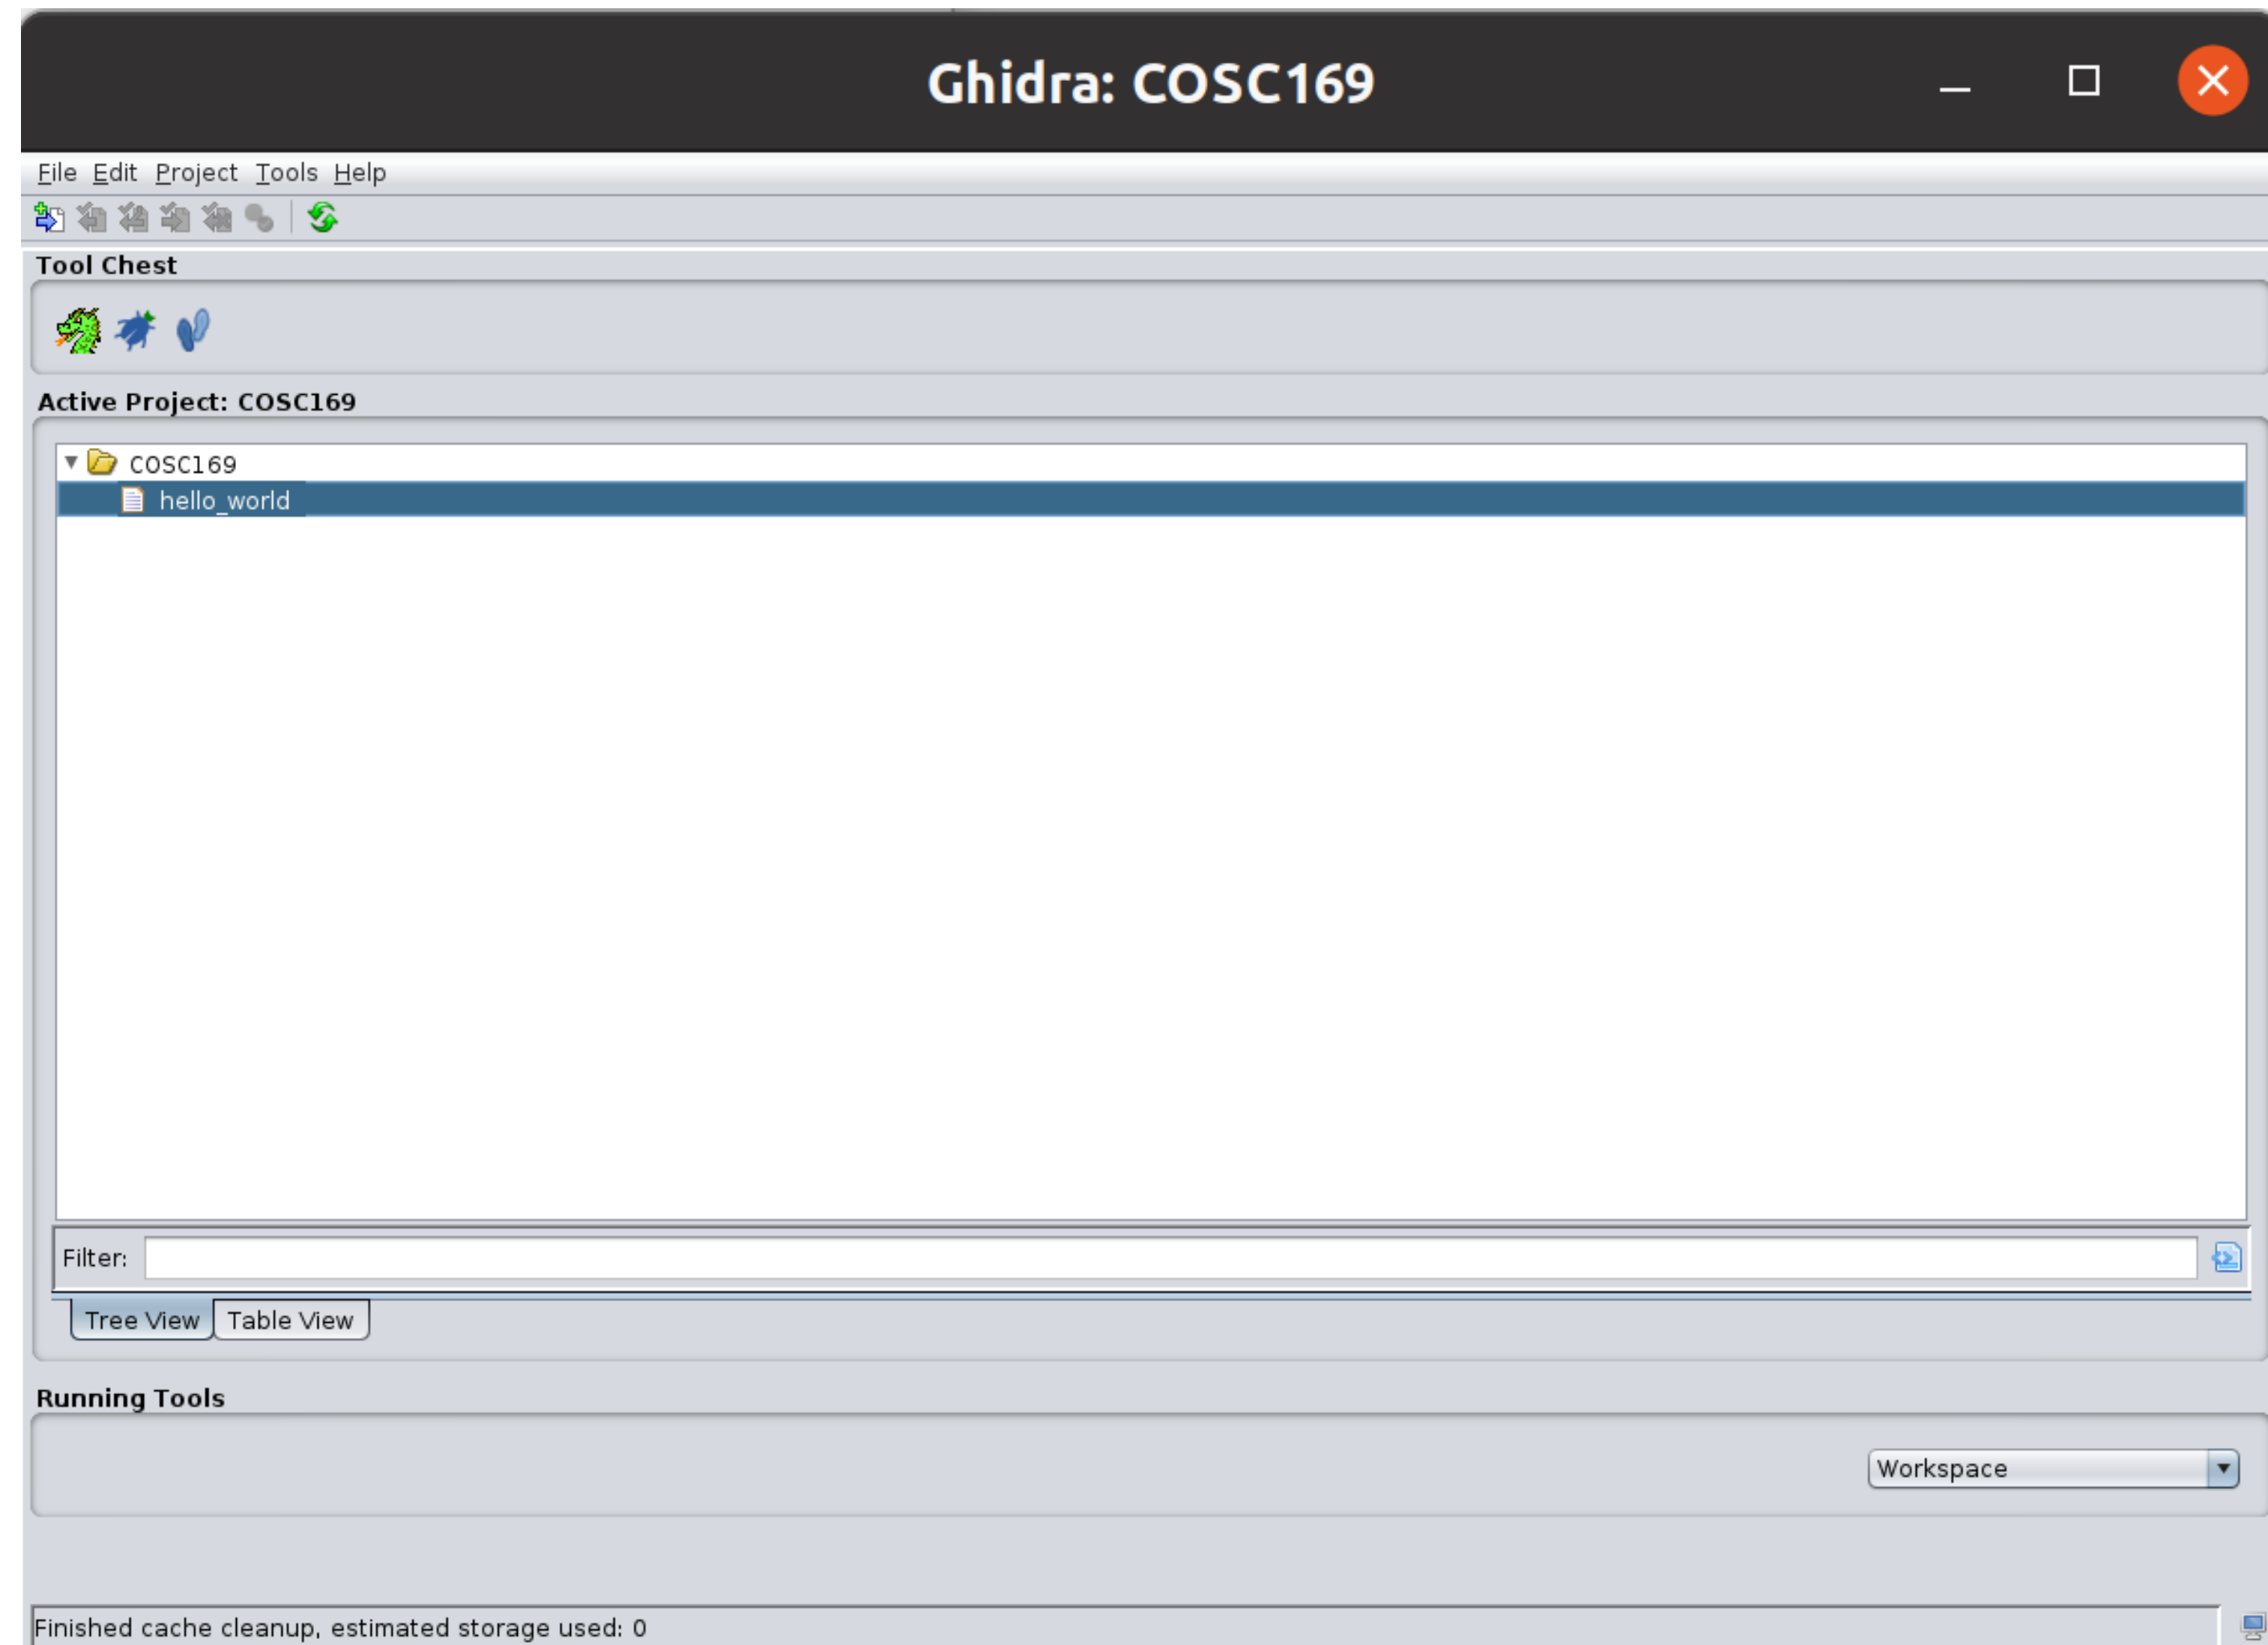 Ghidra: COSC169
File Edit Project Tools Help
Tool Chest
Active Project: COSC169
COSC169
hello_world
Filter:
Tree View Table View
Running Tools
Workspace
Finished cache cleanup, estimated storage used: 0